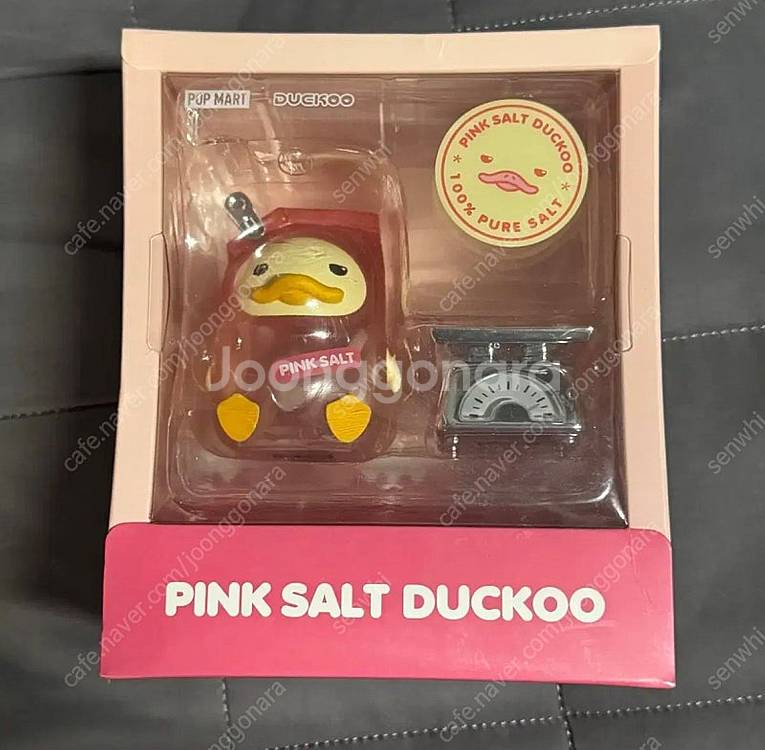 POP MART DUCKOO
PINK SALT DUCKOO
100% PURE SALT
PINK SALT
Joonggonara
PINK SALT DUCKOO
cafe.naver.com/joonggonara
senwhi